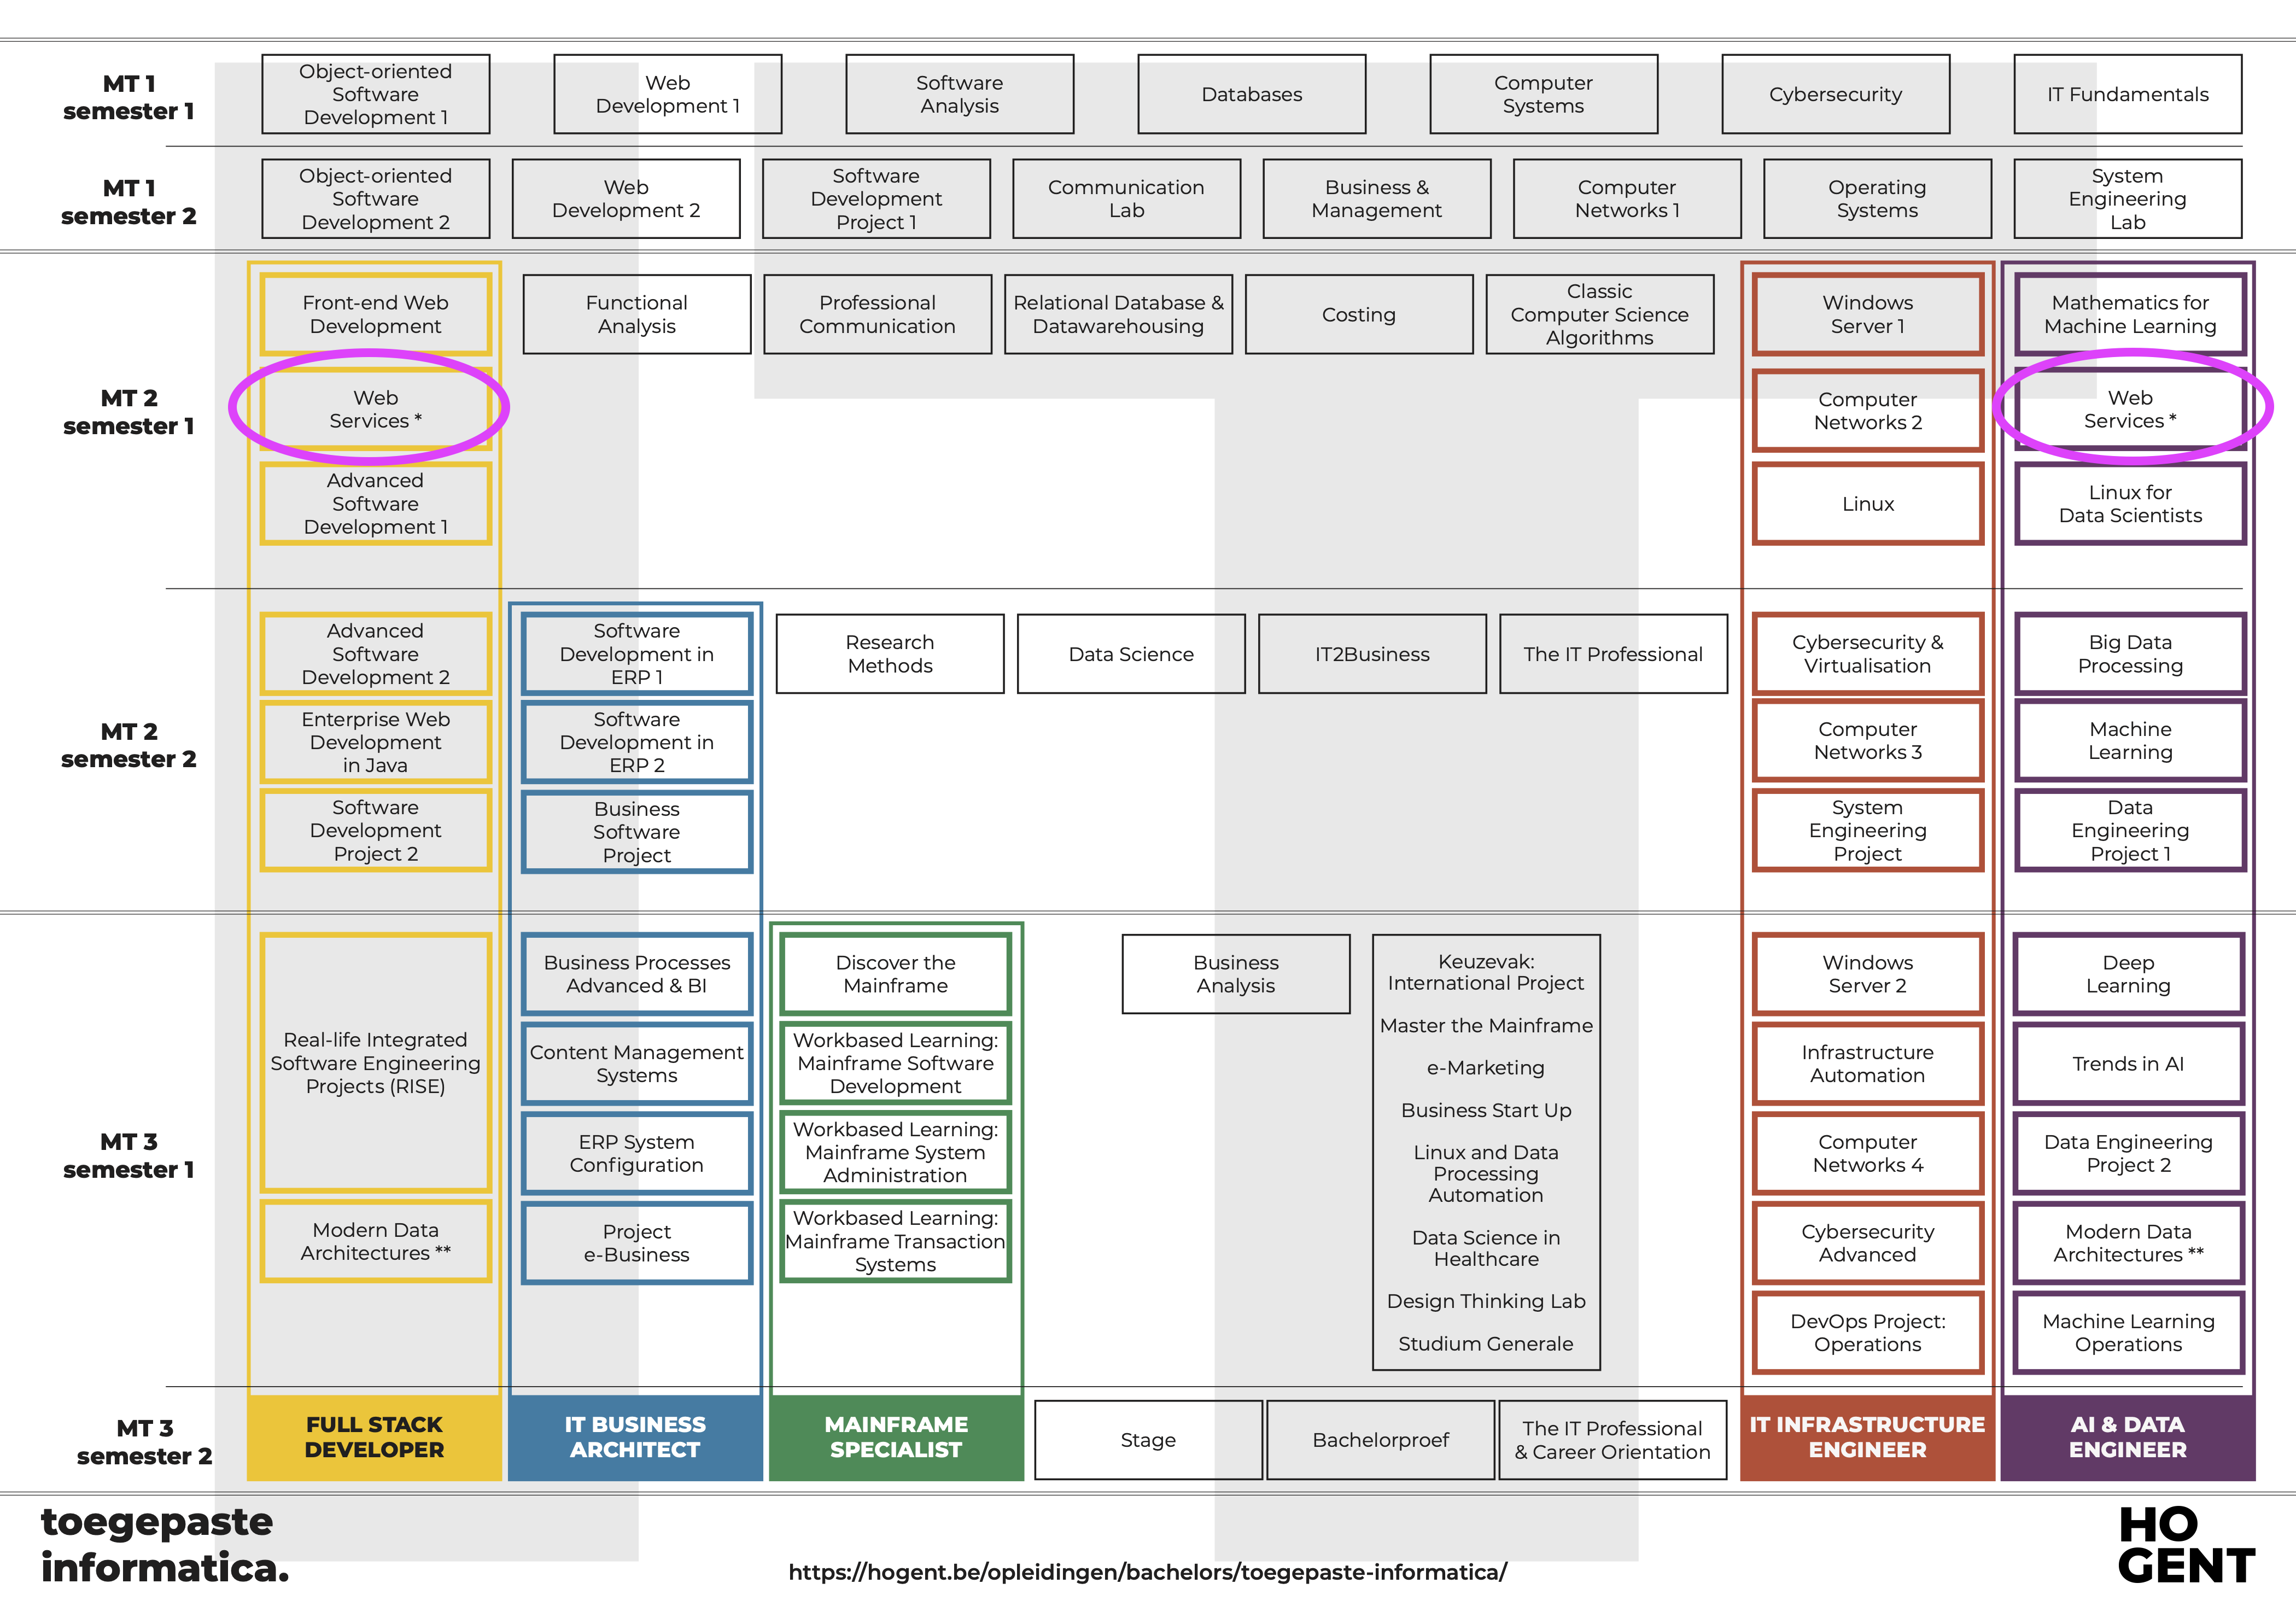 MT 1
semester 1
Object-oriented
Software
Development 1
Web
Development 1
Software
Analysis
Databases
Computer
Systems
Cybersecurity
IT Fundamentals
MT 1
semester 2
Object-oriented
Software
Development 2
Web
Development 2
Software
Development
Project 1
Communication
Lab
Business &
Management
Computer
Networks 1
Operating
Systems
System
Engineering
Lab
MT 2
semester 1
Front-end Web
Development
Web
Services *
Advanced
Software
Development 1
Functional
Analysis
Professional
Communication
Relational Database &
Datawarehousing
Costing
Classic
Computer Science
Algorithms
Windows
Server 1
Computer
Networks 2
Linux
Mathematics for
Machine Learning
Web
Services *
Linux for
Data Scientists
MT 2
semester 2
Advanced
Software
Development 2
Enterprise Web
Development
in Java
Software
Development
Project 2
Software
Development in
ERP 1
Software
Development in
ERP 2
Business
Software
Project
Research
Methods
Data Science
IT2Business
The IT Professional
Cybersecurity &
Virtualisation
Computer
Networks 3
System
Engineering
Project
Big Data
Processing
Machine
Learning
Data
Engineering
Project 1
MT 3
semester 1
Real-life Integrated
Software Engineering
Projects (RISE)
Modern Data
Architectures **
Business Processes
Advanced & BI
Content Management
Systems
ERP System
Configuration
Project
e-Business
Discover the
Mainframe
Workbased Learning:
Mainframe Software
Development
Workbased Learning:
Mainframe System
Administration
Workbased Learning:
Mainframe Transaction
Systems
Business
Analysis
Keuzevak:
International Project
Master the Mainframe
e-Marketing
Business Start Up
Linux and Data
Processing
Automation
Data Science in
Healthcare
Design Thinking Lab
Studium Generale
Windows
Server 2
Infrastructure
Automation
Computer
Networks 4
Cybersecurity
Advanced
DevOps Project:
Operations
Deep
Learning
Trends in AI
Data Engineering
Project 2
Modern Data
Architectures **
Machine Learning
Operations
MT 3
semester 2
FULL STACK
DEVELOPER
IT BUSINESS
ARCHITECT
MAINFRAME
SPECIALIST
Stage
Bachelorproef
The IT Professional
& Career Orientation
IT INFRASTRUCTURE
ENGINEER
AI & DATA
ENGINEER
toegepaste
informatica.
https://hogent.be/opleidingen/bachelors/toegepaste-informatica/
HO
GENT